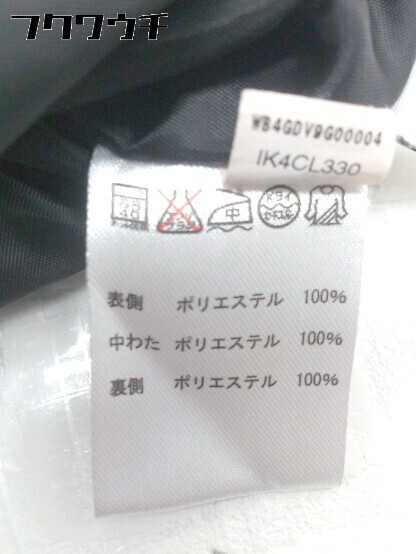 フクワウチ
WB4GDV9G00004
IK4CL330
中 ドライ
表側 ポリエステル 100%
中わた ポリエステル 100%
裏側 ポリエステル 100%